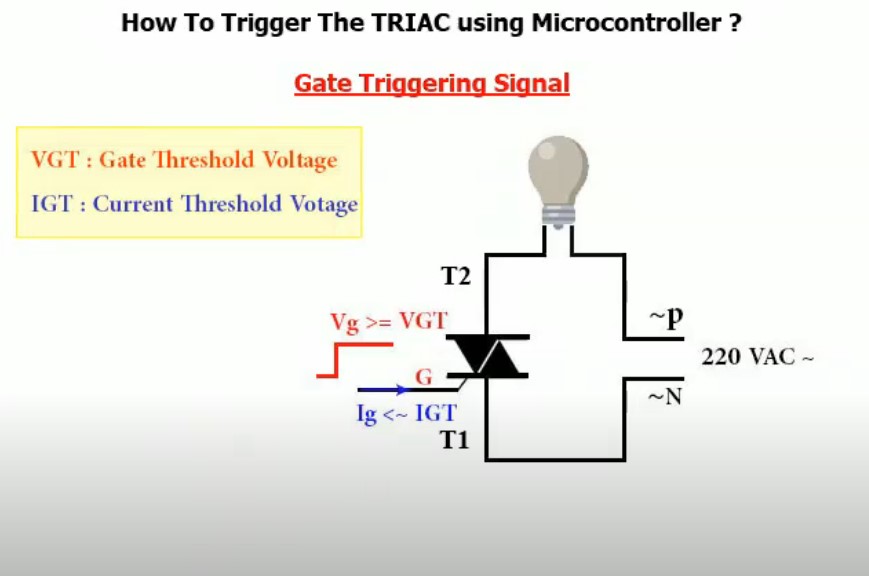 How To Trigger The TRIAC using Microcontroller ?
Gate Triggering Signal
VGT : Gate Threshold Voltage
IGT : Current Threshold Votage
T2
Vg >= VGT
~P
220 VAC ~
G
~N
Ig <~ IGT
T1